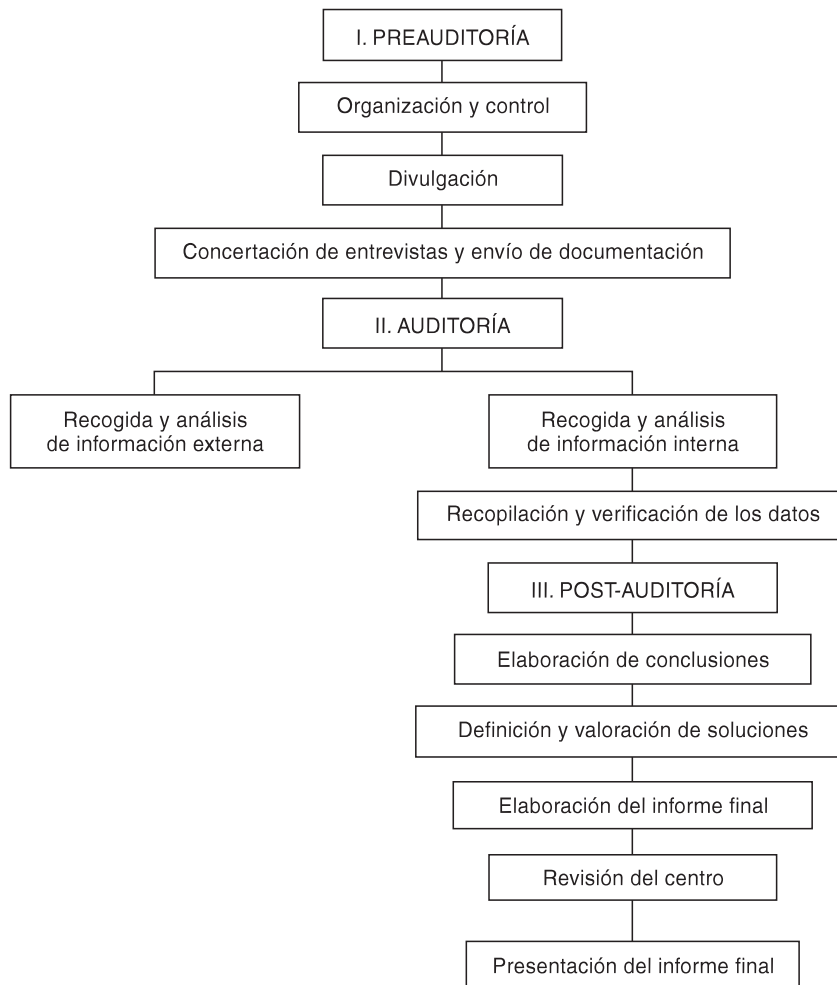 I. PREAUDITORÍA
Organización y control
Divulgación
Concertación de entrevistas y envío de documentación
II. AUDITORÍA
Recogida y análisis
de información externa
Recogida y análisis
de información interna
Recopilación y verificación de los datos
III. POST-AUDITORÍA
Elaboración de conclusiones
Definición y valoración de soluciones
Elaboración del informe final
Revisión del centro
Presentación del informe final